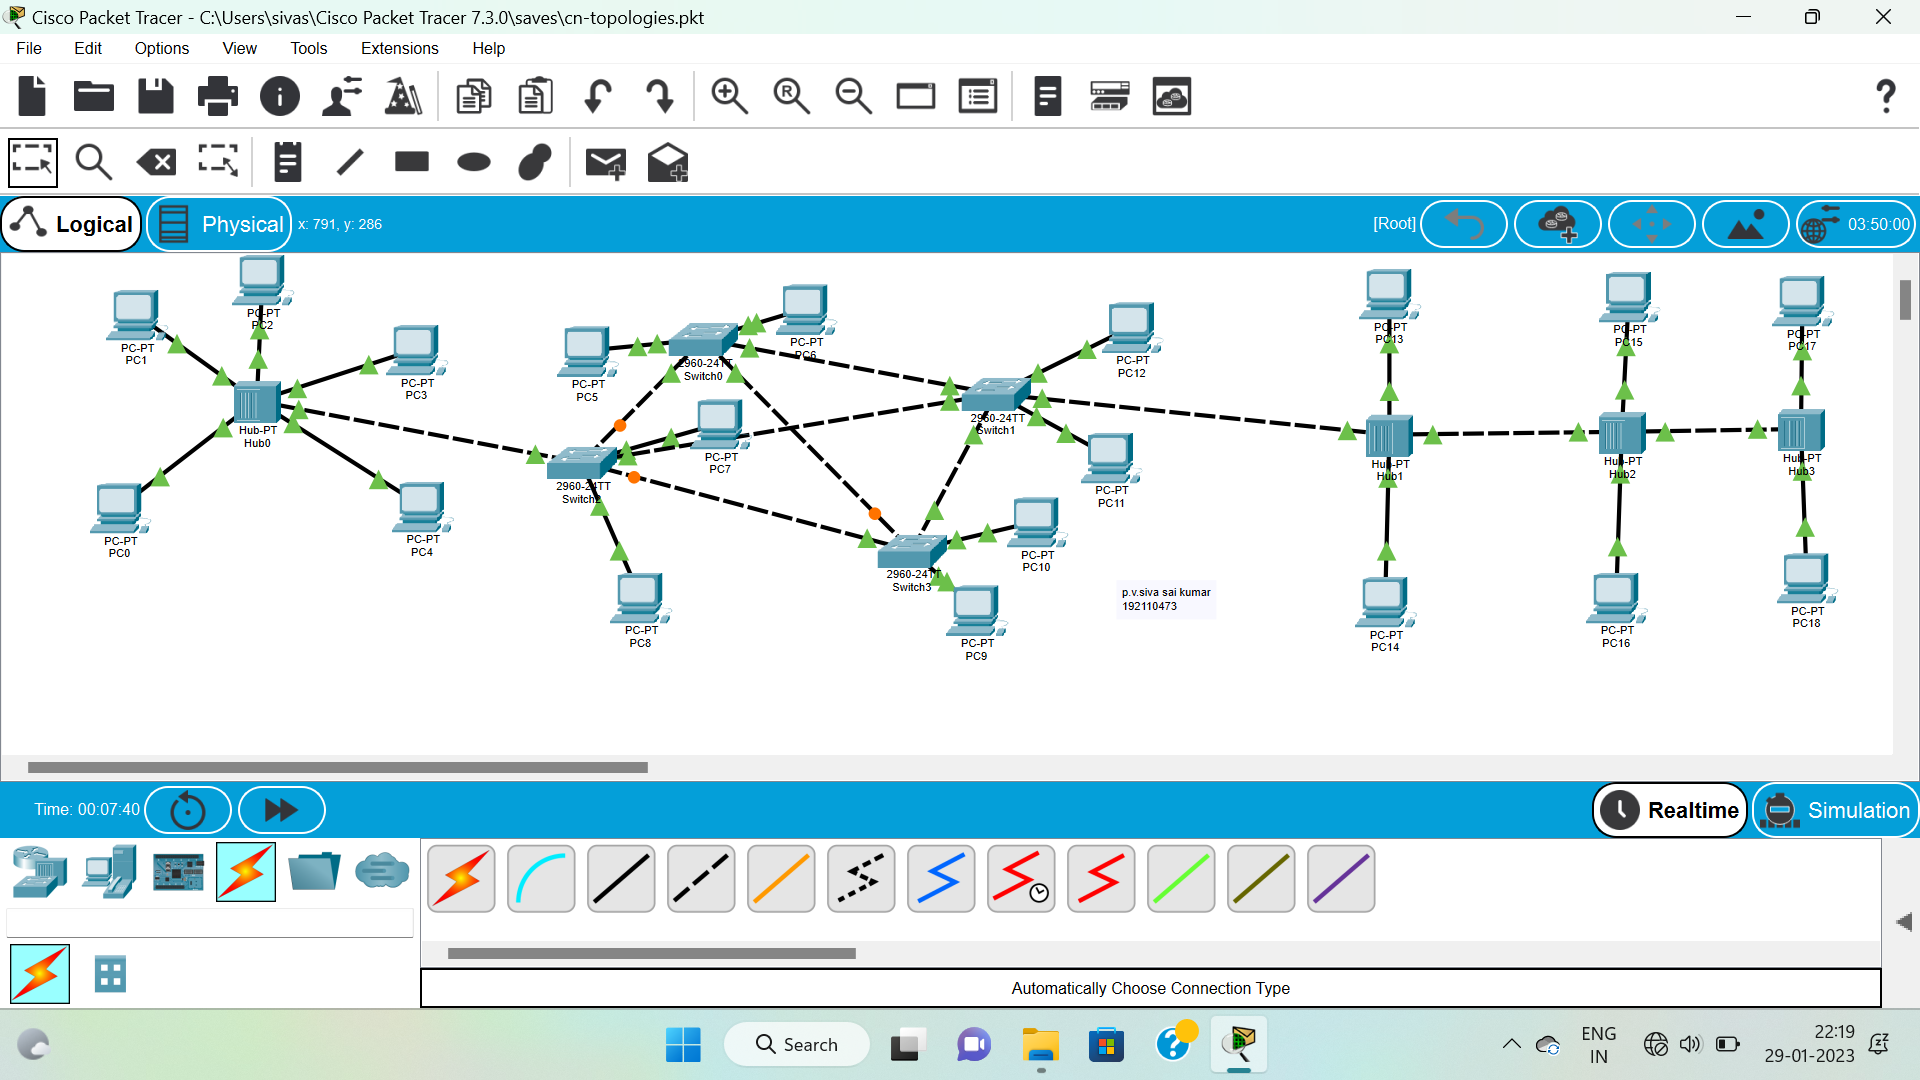 Cisco Packet Tracer - C:\Users\sivas\Cisco Packet Tracer 7.3.0\saves\cn-topologies.pkt
File Edit Options View Tools Extensions Help
Logical Physical x: 791, y: 286 [Root] 03:50:00
PC-PT
PC1
PC-PT
PC2
PC-PT
PC3
Hub-PT
Hub0
PC-PT
PC0
PC-PT
PC4
PC-PT
PC5
2960-24TT
Switch0
PC-PT
PC6
PC-PT
PC7
2960-24TT
Switch2
PC-PT
PC8
PC-PT
PC12
2960-24TT
Switch1
PC-PT
PC11
PC-PT
PC10
2960-24TT
Switch3
PC-PT
PC9
p.v.siva sai kumar
192110473
PC-PT
PC13
Hub-PT
Hub1
PC-PT
PC14
PC-PT
PC15
Hub-PT
Hub2
PC-PT
PC16
PC-PT
PC17
Hub-PT
Hub3
PC-PT
PC18
Time: 00:07:40 Realtime Simulation
Automatically Choose Connection Type
Search
ENG
IN
22:19
29-01-2023